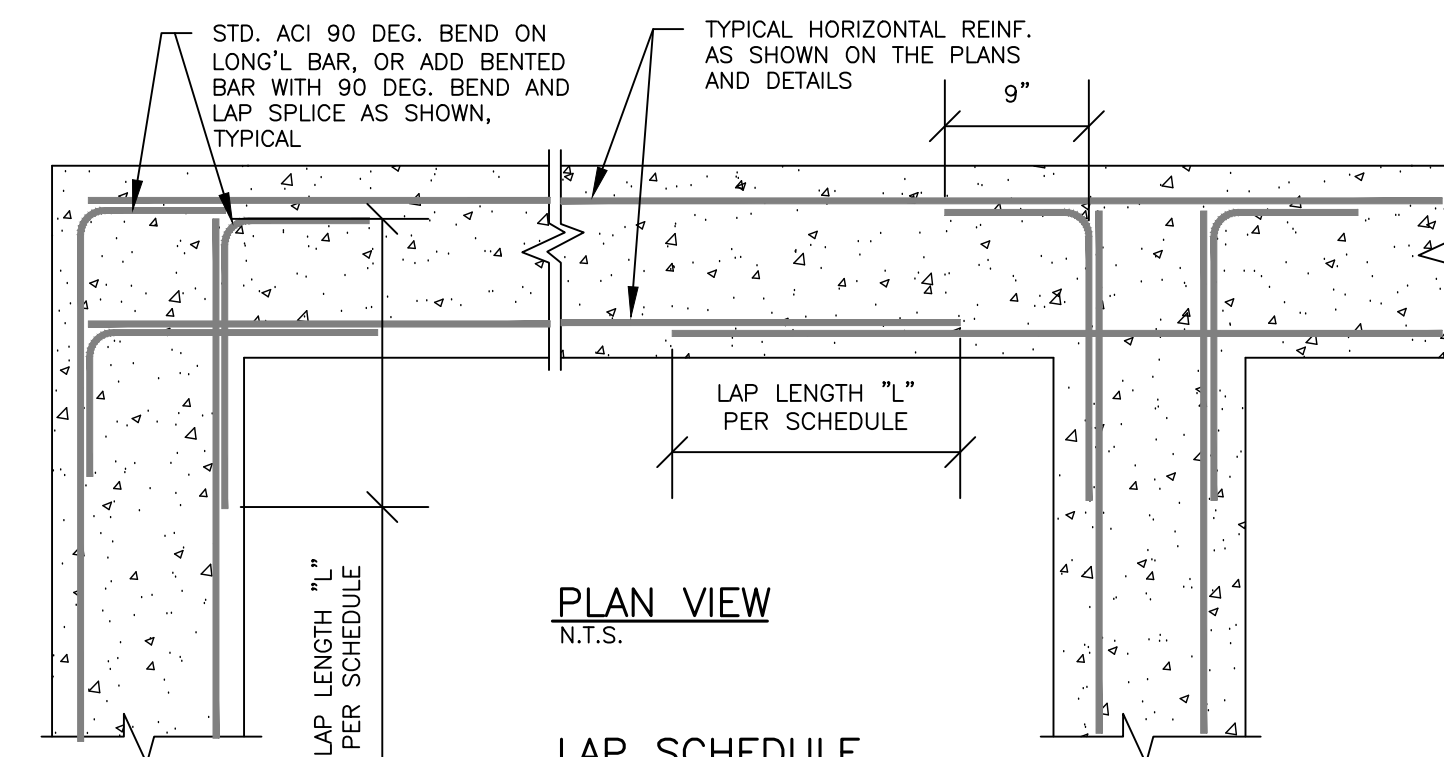 STD. ACI 90 DEG. BEND ON
LONG'L BAR, OR ADD BENTED
BAR WITH 90 DEG. BEND AND
LAP SPLICE AS SHOWN,
TYPICAL
TYPICAL HORIZONTAL REINF.
AS SHOWN ON THE PLANS
AND DETAILS
9"
LAP LENGTH "L"
PER SCHEDULE
LAP LENGTH "L"
PER SCHEDULE
PLAN VIEW
N.T.S.
LAP SCHEDULE